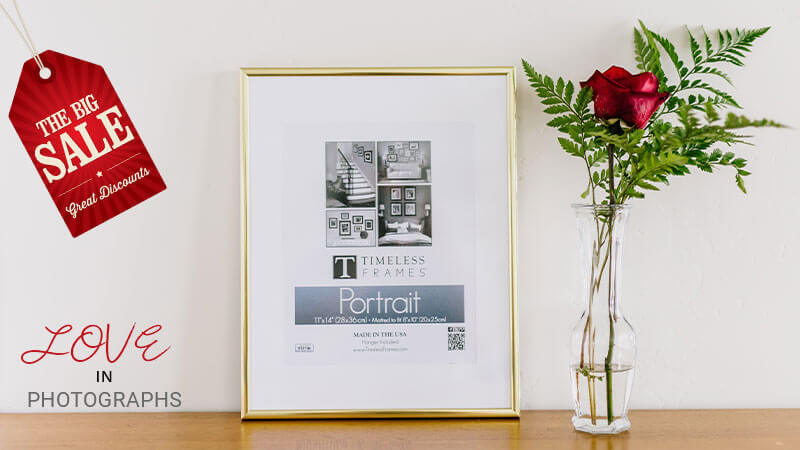 THE BIG
SALE
Great Discounts
TIMELESS
FRAMES
Portrait
11"x14" (28x36cm) • Matted to fit 8"x10" (20x25cm)
MADE IN THE USA
Hanger Included
www.TimelessFrames.com
LOVE
IN
PHOTOGRAPHS